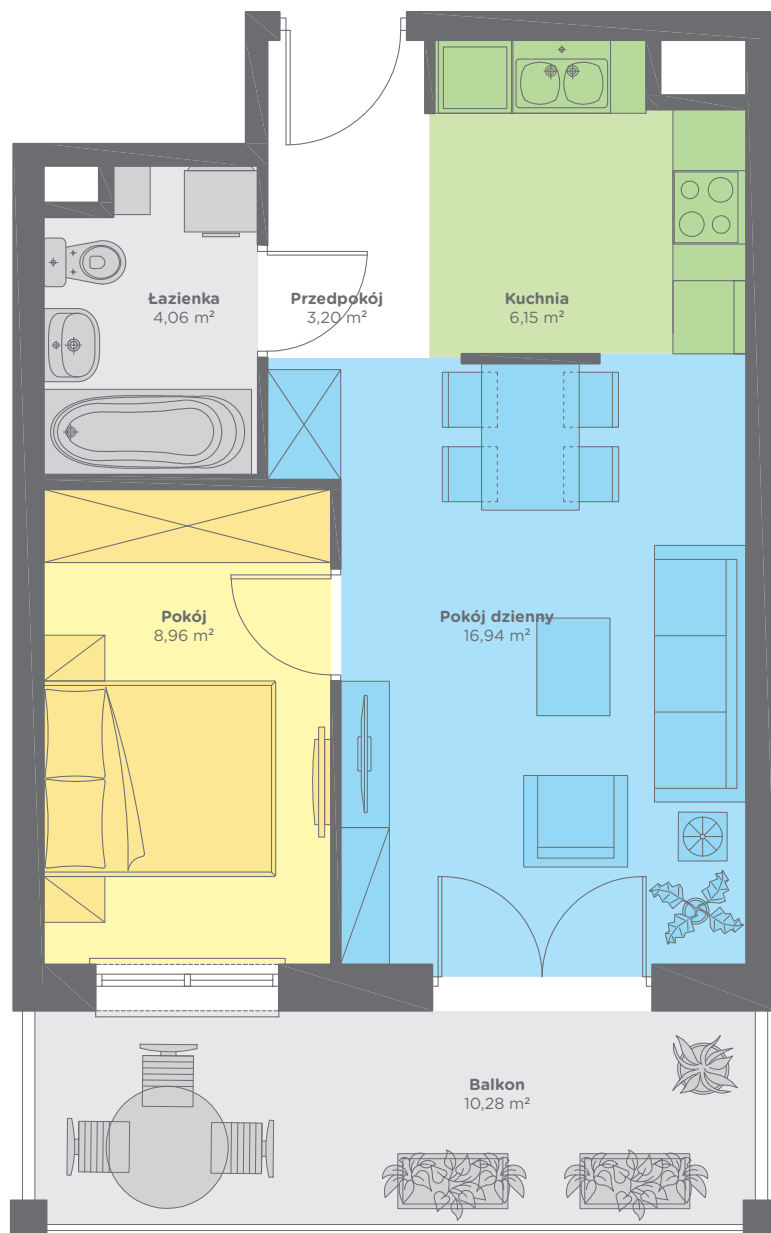 Łazienka
4,06 m²
Przedpokój
3,20 m²
Kuchnia
6,15 m²
Pokój
8,96 m²
Pokój dzienny
16,94 m²
Balkon
10,28 m²